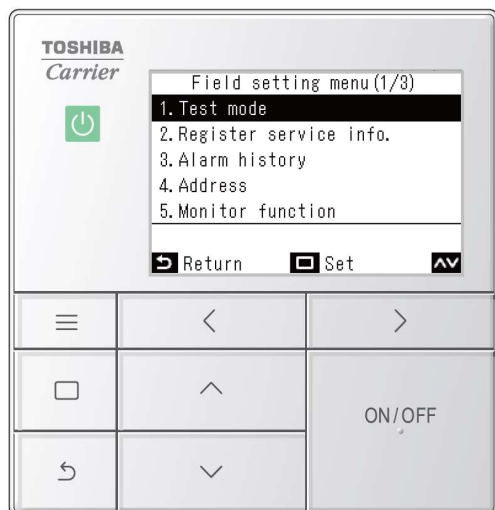 TOSHIBA
Carrier
Field setting menu(1/3)
1.Test mode
2.Register service info.
3.Alarm history
4.Address
5.Monitor function
Return Set
ON/OFF